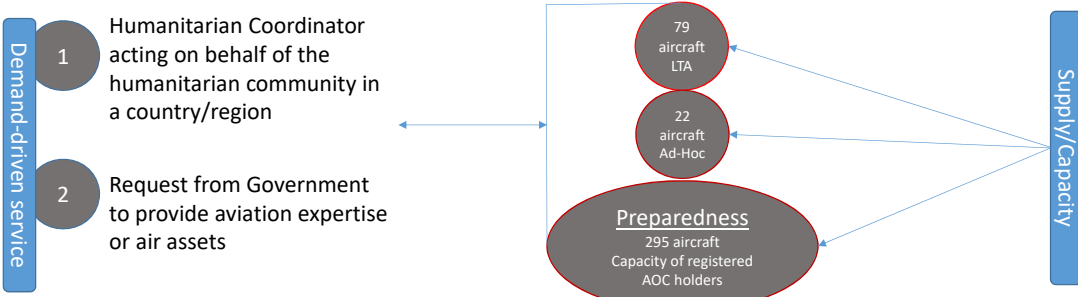 Demand-driven service
1
Humanitarian Coordinator
acting on behalf of the
humanitarian community in
a country/region
2
Request from Government
to provide aviation expertise
or air assets
79
aircraft
LTA
22
aircraft
Ad-Hoc
Preparedness
295 aircraft
Capacity of registered
AOC holders
Supply/Capacity